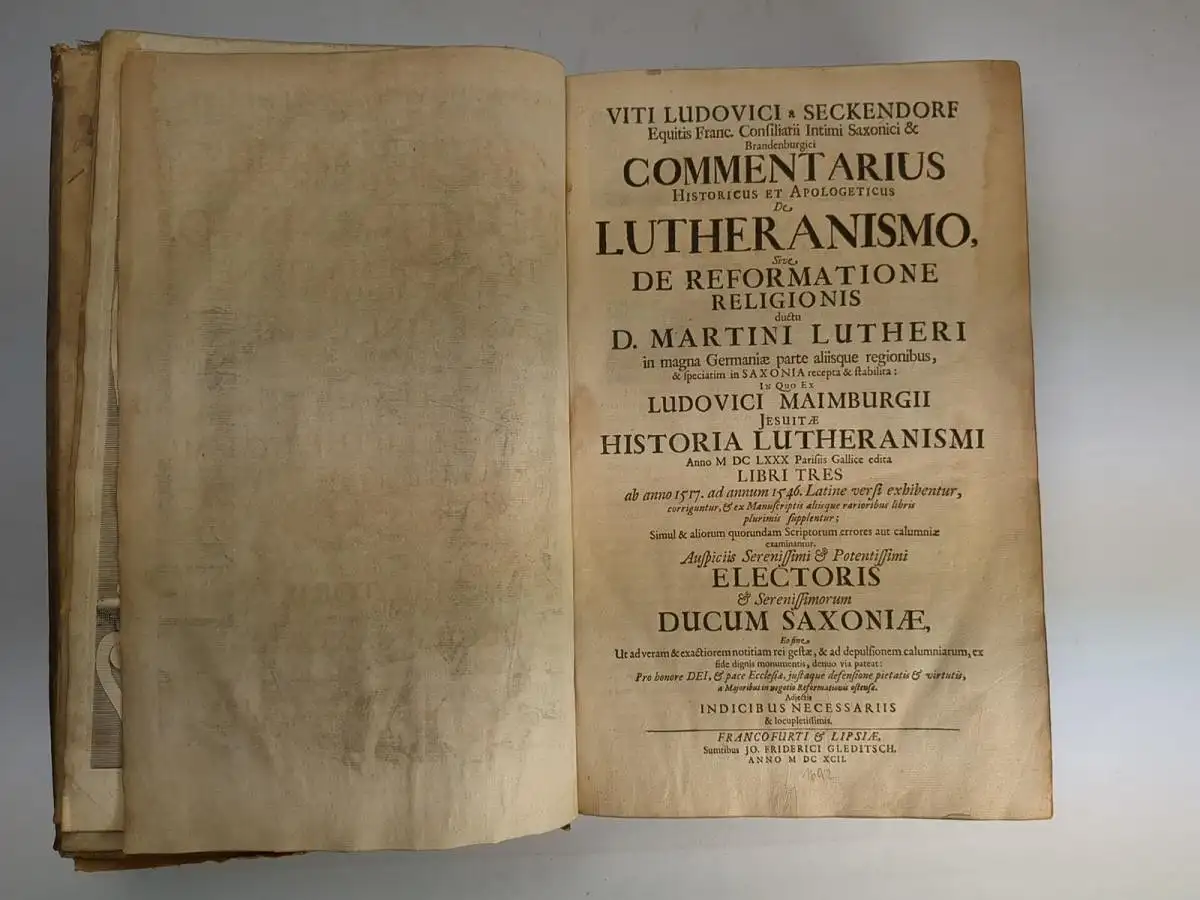 VITI LUDOVICI a SECKENDORF
Equitis Franc. Conſiliarii Intimi Saxonici &
Brandenburgici
COMMENTARIUS
HISTORICUS ET APOLOGETICUS
De
LUTHERANISMO,
Sive
DE REFORMATIONE
RELIGIONIS
ductu
D. MARTINI LUTHERI
in magna Germaniæ parte aliisque regionibus,
& ſpeciatim in SAXONIA recepta & ſtabilita:
IN QUO EX
LUDOVICI MAIMBURGII
JESUITÆ
HISTORIA LUTHERANISMI
Anno M DC LXXX Pariſiis Gallice edita
LIBRI TRES
ab anno 1517. ad annum 1546. Latine verſi exhibentur,
corriguntur, & ex Manuſcriptis aliisque rarioribus libris
plurimis ſupplentur;
Simul & aliorum quorundam Scriptorum errores aut calumniæ
examinantur.
Auſpiciis Sereniſſimi & Potentiſſimi
ELECTORIS
& Sereniſſimorum
DUCUM SAXONIÆ,
Eo fine
Ut ad veram & exactiorem notitiam rei geſtæ, & ad depulſionem calumniarum, ex
fide dignis monumentis, denuo via pateat:
Pro honore DEI, & pace Eccleſiæ, juſtaque defenſione pietatis & virtutis,
a Majoribus in negotio Reformationis oſtenſæ.
Adjectis
INDICIBUS NECESSARIIS
& locupletiſſimis.
FRANCOFURTI & LIPSIÆ,
Sumtibus JO. FRIDERICI GLEDITSCH.
ANNO M DC XCII.
1692